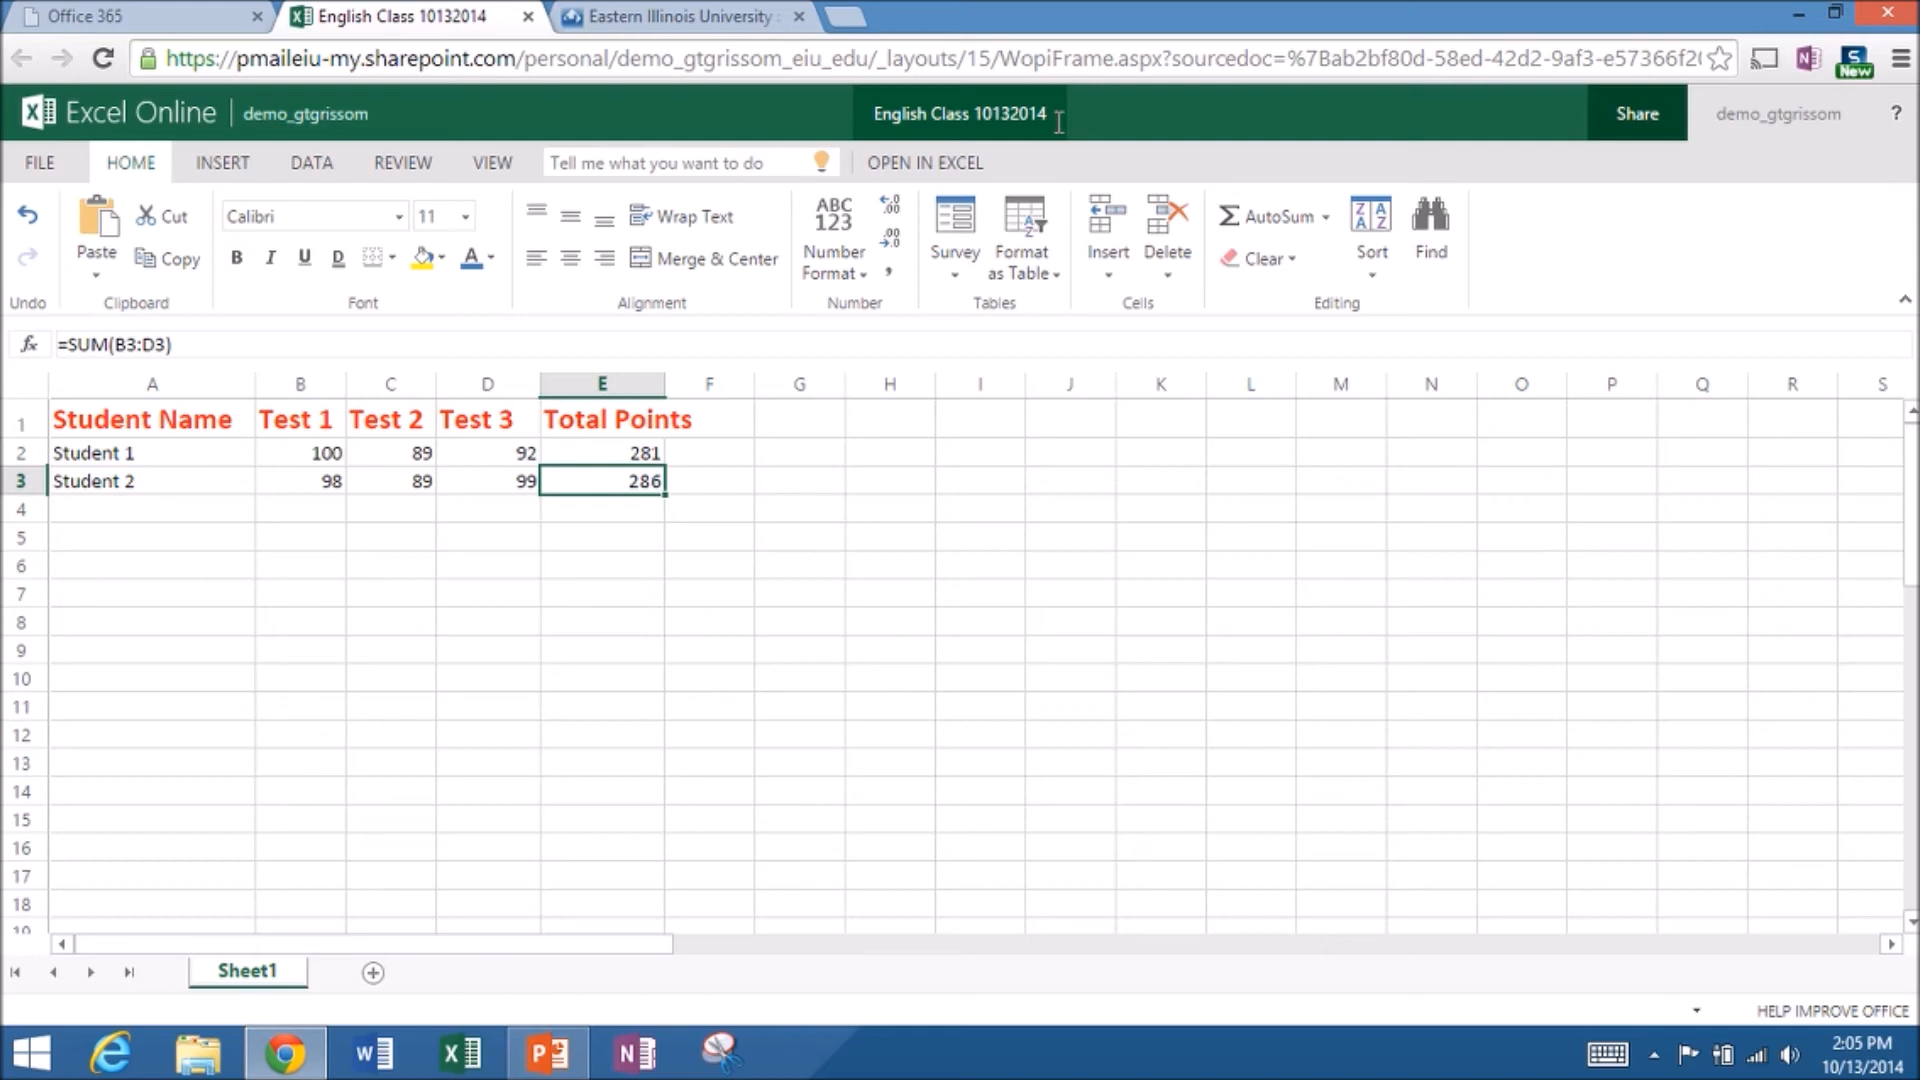 Office 365
English Class 10132014
Eastern Illinois University
https://pmaileiu-my.sharepoint.com/personal/demo_gtgrissom_eiu_edu/_layouts/15/WopiFrame.aspx?sourcedoc=%7Bab2bf80d-58ed-42d2-9af3-e57366f2
New
Excel Online demo_gtgrissom English Class 10132014 Share demo_gtgrissom ?
FILE HOME INSERT DATA REVIEW VIEW Tell me what you want to do OPEN IN EXCEL
Cut Calibri 11 Wrap Text ABC 123 AutoSum
Paste Copy B I U D A Merge & Center Number Format Survey Format as Table Insert Delete Clear Sort Find
Undo Clipboard Font Alignment Number Tables Cells Editing
fx =SUM(B3:D3)
A B C D E F G H I J K L M N O P Q R S
1 Student Name Test 1 Test 2 Test 3 Total Points
2 Student 1 100 89 92 281
3 Student 2 98 89 99 286
4
5
6
7
8
9
10
11
12
13
14
15
16
17
18
19
Sheet1
HELP IMPROVE OFFICE
2:05 PM
10/13/2014